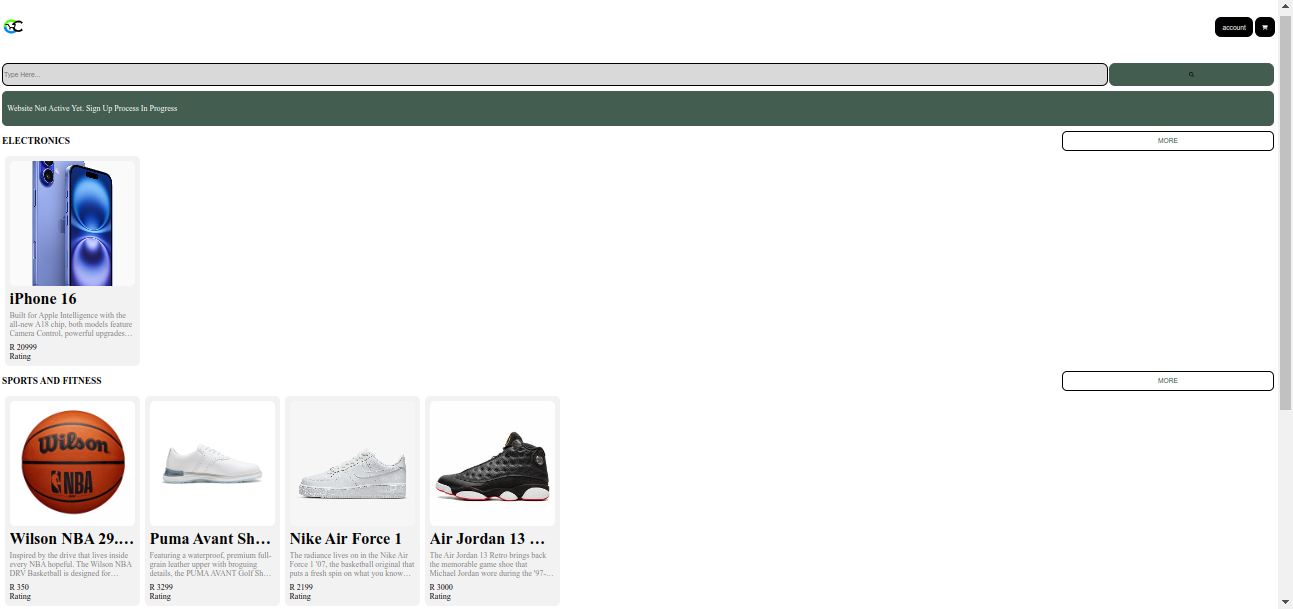 account
Type Here...
Website Not Active Yet. Sign Up Process In Progress
ELECTRONICS
MORE
iPhone 16
Built for Apple Intelligence with the
all-new A18 chip, both models feature
Camera Control, powerful upgrades…
R 20999
Rating
SPORTS AND FITNESS
MORE
Wilson
NBA
Wilson NBA 29.…
Inspired by the drive that lives inside
every NBA hopeful. The Wilson NBA
DRV Basketball is designed for…
R 350
Rating
Puma Avant Sh…
Featuring a waterproof, premium full-
grain leather upper with broguing
details, the PUMA AVANT Golf Sh…
R 3299
Rating
Nike Air Force 1
The radiance lives on in the Nike Air
Force 1 '07, the basketball original that
puts a fresh spin on what you know…
R 2199
Rating
Air Jordan 13 …
The Air Jordan 13 Retro brings back
the memorable game shoe that
Michael Jordan wore during the '97-…
R 3000
Rating